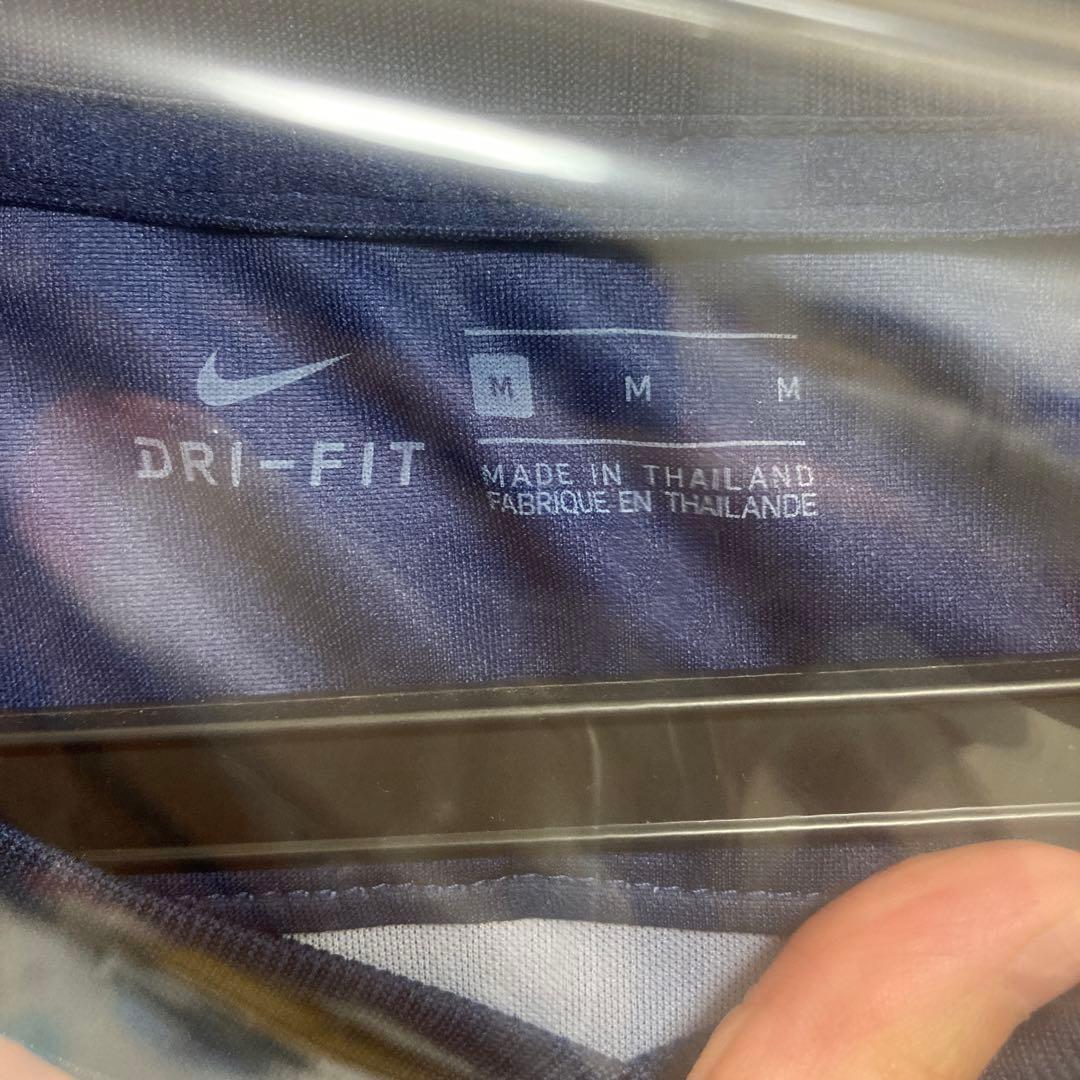 DRI-FIT
M M M
MADE IN THAILAND
FABRIQUE EN THAILANDE